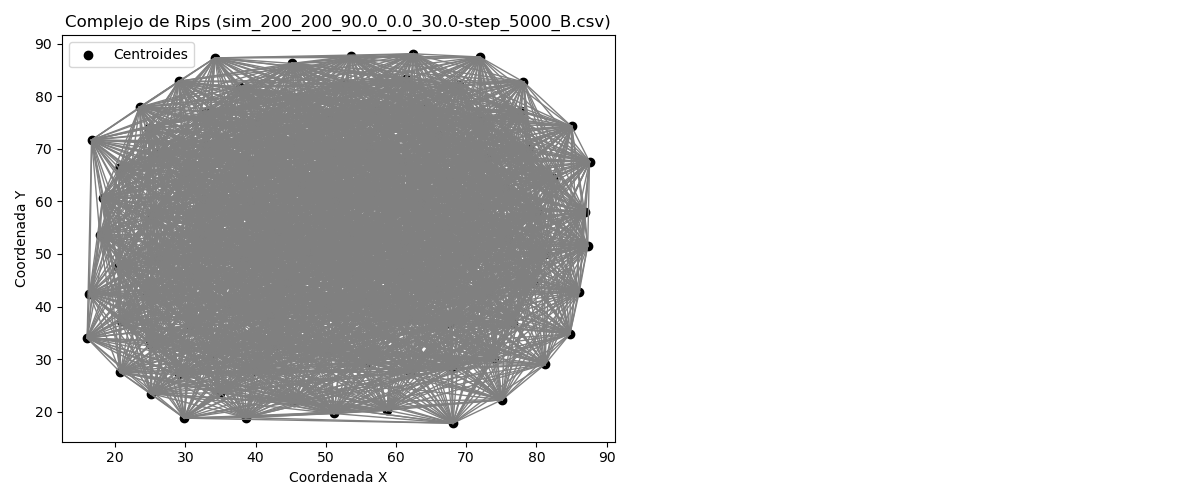 Complejo de Rips (sim_200_200_90.0_0.0_30.0-step_5000_B.csv)
Centroides
90
80
70
60
50
40
30
20
Coordenada Y
20 30 40 50 60 70 80 90
Coordenada X